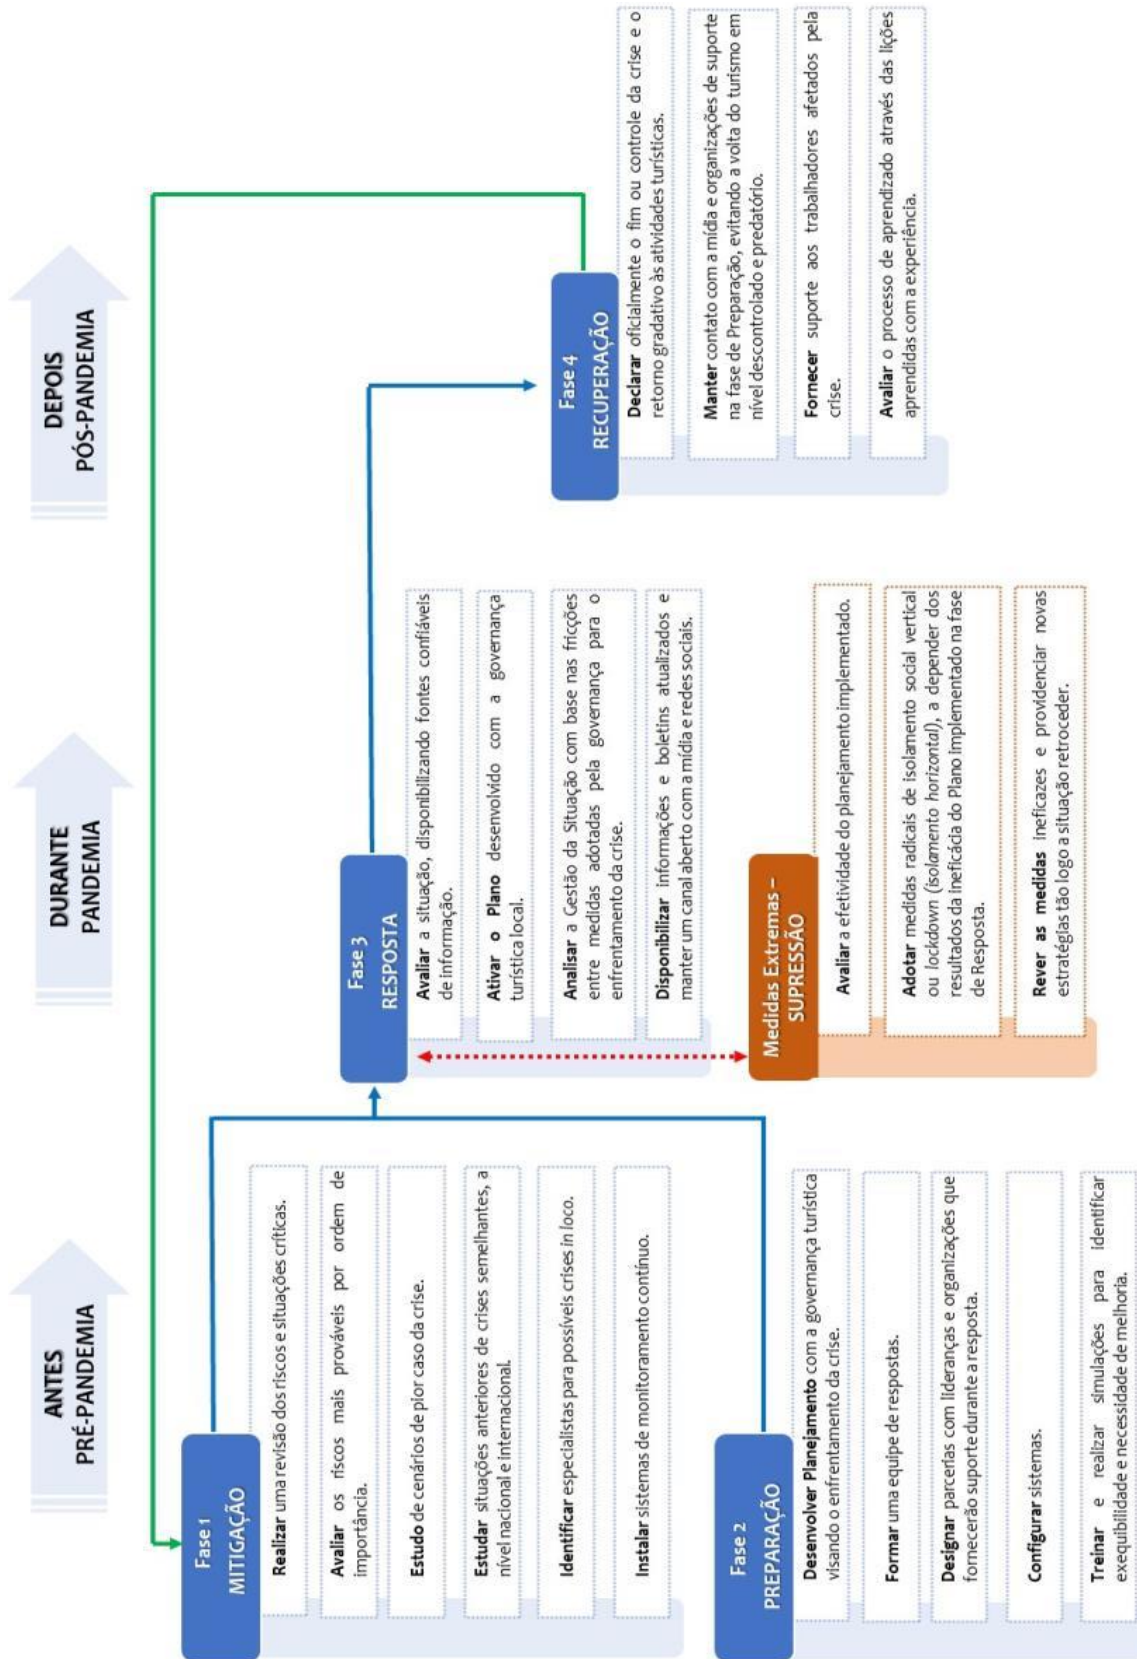 ANTES
PRÉ-PANDEMIA
DURANTE
PANDEMIA
DEPOIS
PÓS-PANDEMIA
Fase 1
MITIGAÇÃO
Realizar uma revisão dos riscos e situações críticas.
Avaliar os riscos mais prováveis por ordem de
importância.
Estudo de cenários de pior caso da crise.
Estudar situações anteriores de crises semelhantes, a
nível nacional e internacional.
Identificar especialistas para possíveis crises in loco.
Instalar sistemas de monitoramento contínuo.
Fase 2
PREPARAÇÃO
Desenvolver Planejamento com a governança turística
visando o enfrentamento da crise.
Formar uma equipe de respostas.
Designar parcerias com lideranças e organizações que
fornecerão suporte durante a resposta.
Configurar sistemas.
Treinar e realizar simulações para identificar
exequibilidade e necessidade de melhoria.
Fase 3
RESPOSTA
Avaliar a situação, disponibilizando fontes confiáveis
de informação.
Ativar o Plano desenvolvido com a governança
turística local.
Analisar a Gestão da Situação com base nas fricções
entre medidas adotadas pela governança para o
enfrentamento da crise.
Disponibilizar informações e boletins atualizados e
manter um canal aberto com a mídia e redes sociais.
Medidas Extremas –
SUPRESSÃO
Avaliar a efetividade do planejamento implementado.
Adotar medidas radicais de isolamento social vertical
ou lockdown (isolamento horizontal), a depender dos
resultados da ineficácia do Plano implementado na fase
de Resposta.
Rever as medidas ineficazes e providenciar novas
estratégias tão logo a situação retroceder.
Fase 4
RECUPERAÇÃO
Declarar oficialmente o fim ou controle da crise e o
retorno gradativo às atividades turísticas.
Manter contato com a mídia e organizações de suporte
na fase de Preparação, evitando a volta do turismo em
nível descontrolado e predatório.
Fornecer suporte aos trabalhadores afetados pela
crise.
Avaliar o processo de aprendizado através das lições
aprendidas com a experiência.